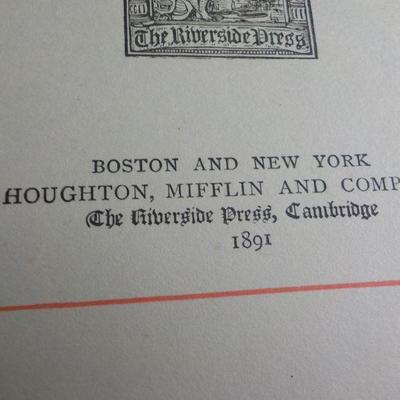 The Riverside Press
BOSTON AND NEW YORK
HOUGHTON, MIFFLIN AND COMP
The Riverside Press, Cambridge
1891